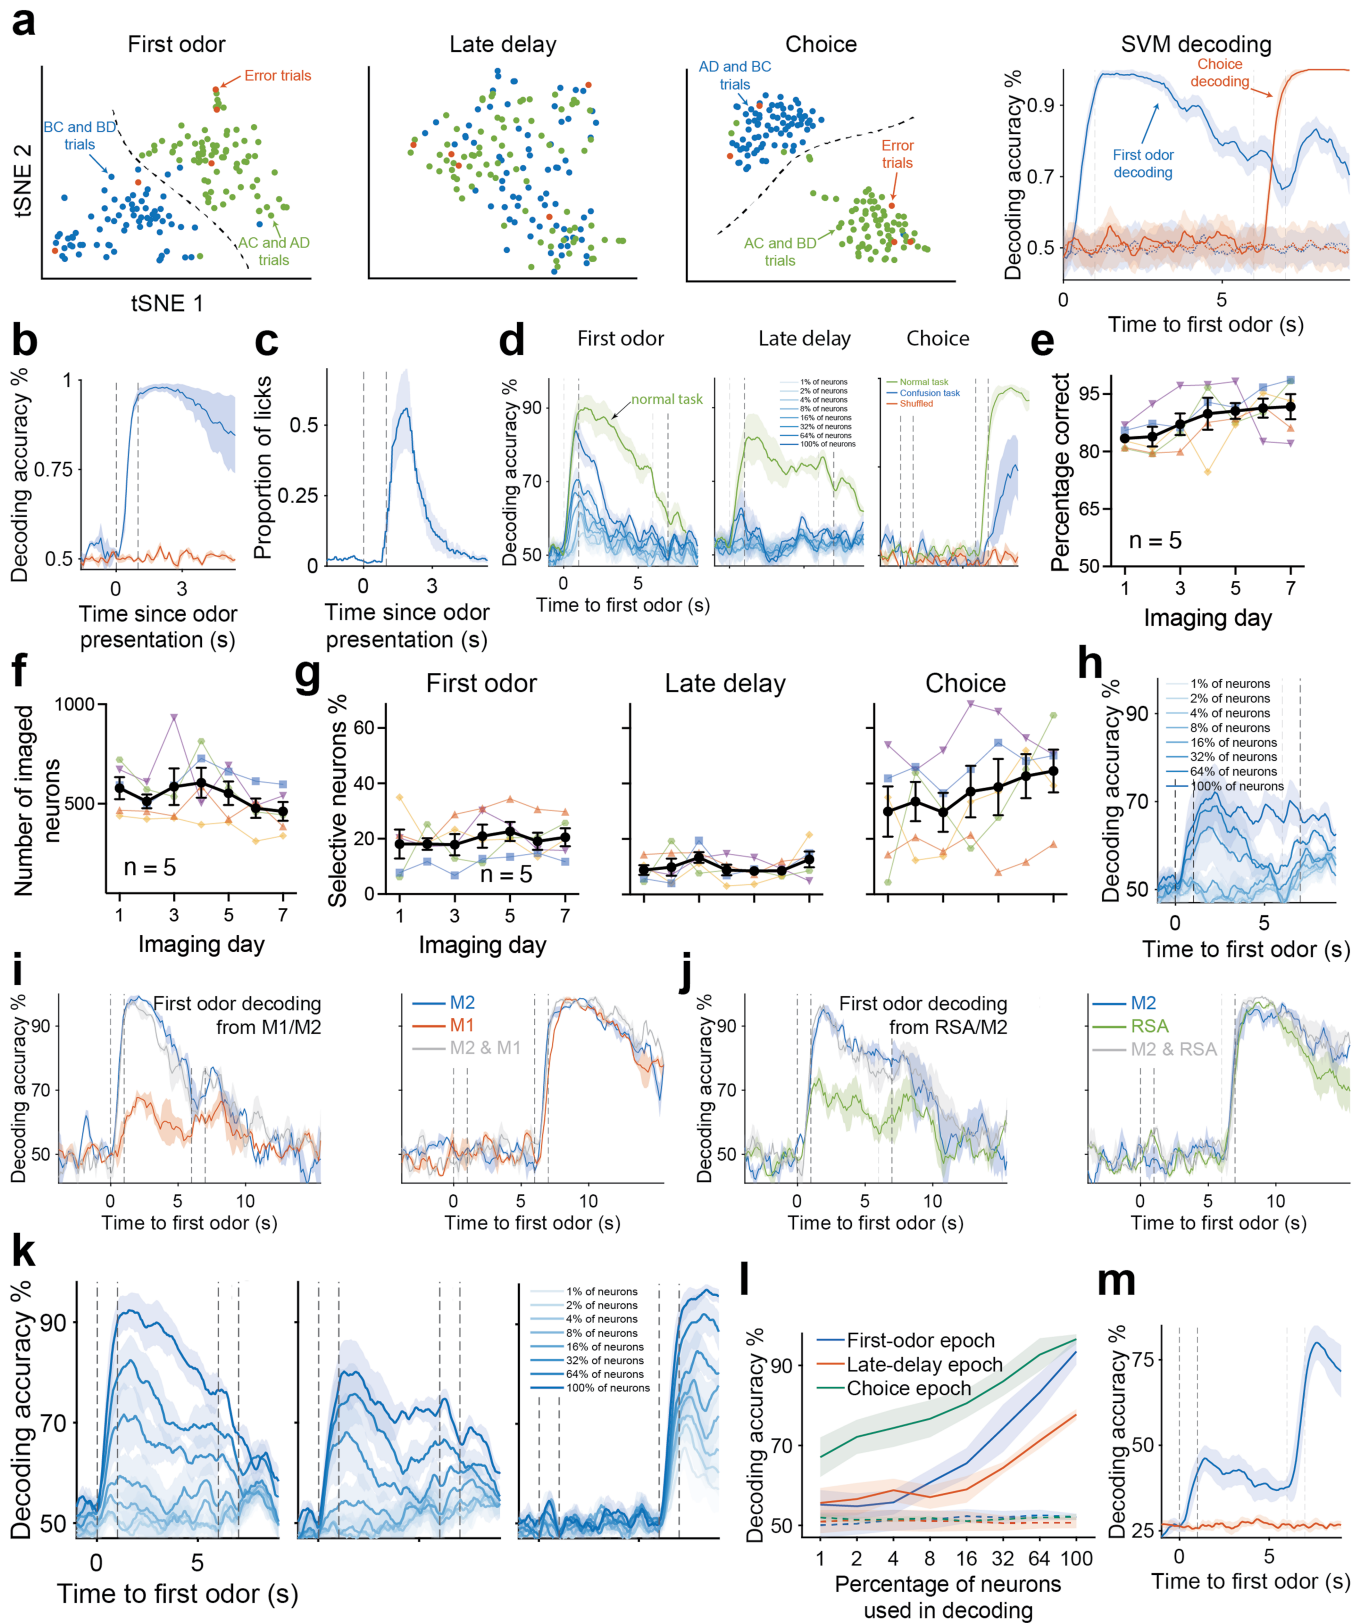 a
First odor
Late delay
Choice
SVM decoding
Error trials
BC and BD
trials
AC and AD
trials
tSNE 2
tSNE 1
AD and BC
trials
Error
trials
AC and BD
trials
Choice
decoding
First odor
decoding
Decoding accuracy %
0.9
0.7
0.5
0
5
Time to first odor (s)
b
Decoding accuracy %
1
0.75
0.5
0
3
Time since odor
presentation (s)
c
Proportion of licks
0.5
0.25
0
0
3
Time since odor
presentation (s)
d
First odor
Late delay
Choice
normal task
1% of neurons
2% of neurons
4% of neurons
8% of neurons
16% of neurons
32% of neurons
64% of neurons
100% of neurons
Normal task
Confusion task
Shuffled
Decoding accuracy %
90
70
50
0
5
Time to first odor (s)
e
Percentage correct
95
80
65
50
n = 5
1
3
5
7
Imaging day
f
Number of imaged
neurons
1000
500
n = 5
1
3
5
7
Imaging day
g
First odor
Late delay
Choice
Selective neurons %
60
40
20
0
n = 5
1
3
5
7
Imaging day
h
1% of neurons
2% of neurons
4% of neurons
8% of neurons
16% of neurons
32% of neurons
64% of neurons
100% of neurons
Decoding accuracy %
90
70
50
0
5
Time to first odor (s)
i
First odor decoding
from M1/M2
Decoding accuracy %
90
70
50
0
5
10
Time to first odor (s)
M2
M1
M2 & M1
0
5
10
Time to first odor (s)
j
First odor decoding
from RSA/M2
Decoding accuracy %
90
70
50
0
5
10
Time to first odor (s)
M2
RSA
M2 & RSA
0
5
10
Time to first odor (s)
k
Decoding accuracy %
90
70
50
0
5
Time to first odor (s)
1% of neurons
2% of neurons
4% of neurons
8% of neurons
16% of neurons
32% of neurons
64% of neurons
100% of neurons
l
First-odor epoch
Late-delay epoch
Choice epoch
Decoding accuracy %
90
70
50
1
2
4
8
16
32
64
100
Percentage of neurons
used in decoding
m
Decoding accuracy %
75
50
25
0
5
Time to first odor (s)